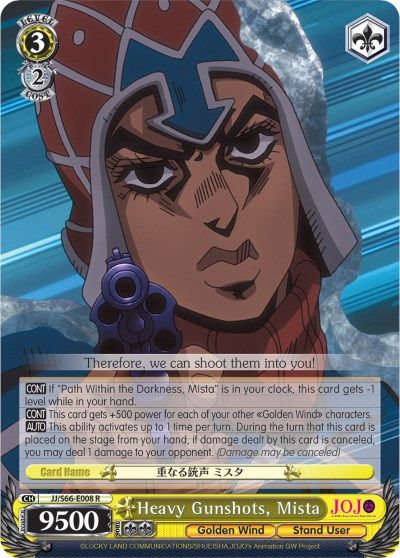 LEVEL
3
2
COST
Therefore, we can shoot them into you!
CONT If "Path Within the Darkness, Mista" is in your clock, this card gets -1
level while in your hand.
CONT This card gets +500 power for each of your other «Golden Wind» characters.
AUTO This ability activates up to 1 time per turn. During the turn that this card is
placed on the stage from your hand, if damage dealt by this card is canceled,
you may deal 1 damage to your opponent. (Damage may be canceled)
Card Name 重なる銃声 ミスタ
CH JJ/S66-E008 R
POWER 9500 SOUL Heavy Gunshots, Mista JOJO
Golden Wind Stand User
©LUCKY LAND COMMUNICATIONS/SHUEISHA,JOJO's Animation GW Project